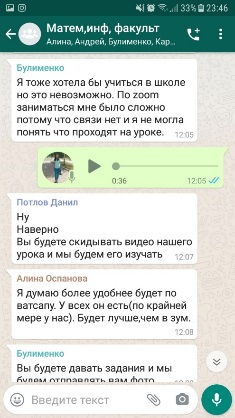 33% 23:46
Матем,инф, факульт
Алина, Андрей, Булименко, Кар...
Булименко
Я тоже хотела бы учиться в школе
но это невозможно. По zoom
заниматься мне было сложно
потому что связи нет и я не могла
понять что проходят на уроке.
12:05
0:36 12:05
Потлов Данил
Ну
Наверно
Вы будете скидывать видео нашего
урока и мы будем его изучать
12:07
Алина Оспанова
Я думаю более удобнее будет по
ватсапу. У всех он есть(по крайней
мере у нас). Будет лучше,чем в зум.
12:08
Булименко
Вы будете давать задания и мы
будем отправлять вам фото
Введите текст